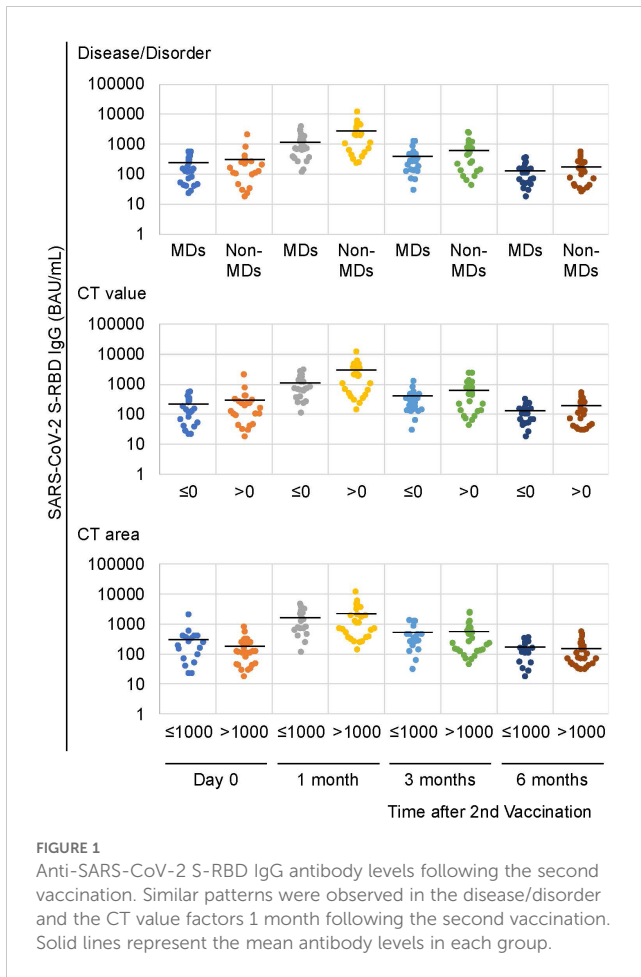 Disease/Disorder
100000
10000
1000
100
10
1
MDs Non-MDs MDs Non-MDs MDs Non-MDs MDs Non-MDs
CT value
100000
10000
1000
100
10
1
≤0 >0 ≤0 >0 ≤0 >0 ≤0 >0
CT area
100000
10000
1000
100
10
1
≤1000 >1000 ≤1000 >1000 ≤1000 >1000 ≤1000 >1000
Day 0 1 month 3 months 6 months
Time after 2nd Vaccination
SARS-CoV-2 S-RBD IgG (BAU/mL)
FIGURE 1
Anti-SARS-CoV-2 S-RBD IgG antibody levels following the second
vaccination. Similar patterns were observed in the disease/disorder
and the CT value factors 1 month following the second vaccination.
Solid lines represent the mean antibody levels in each group.